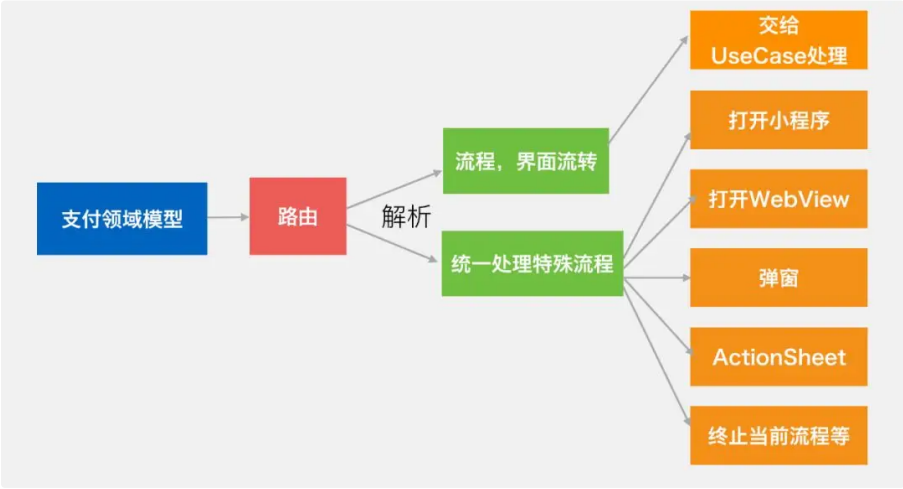 支付领域模型
路由
解析
流程，界面流转
统一处理特殊流程
交给
UseCase处理
打开小程序
打开WebView
弹窗
ActionSheet
终止当前流程等